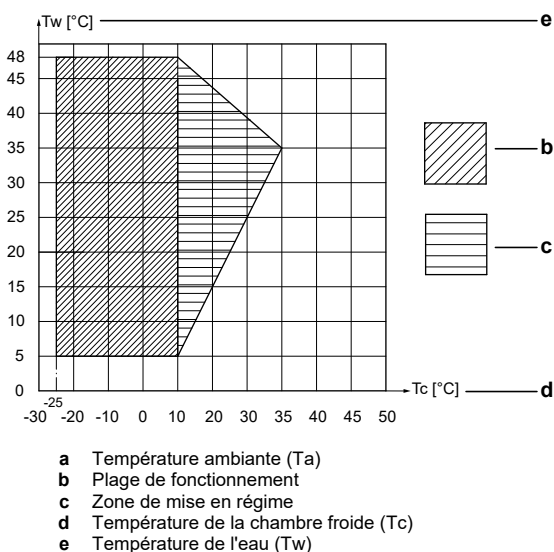 Tw [°C]
e
48
45
40
35
30
25
20
15
10
5
0
b
c
Tc [°C]
d
-25
-30 -20 -10 0 10 20 30 35 40 45 50
a Température ambiante (Ta)
b Plage de fonctionnement
c Zone de mise en régime
d Température de la chambre froide (Tc)
e Température de l'eau (Tw)